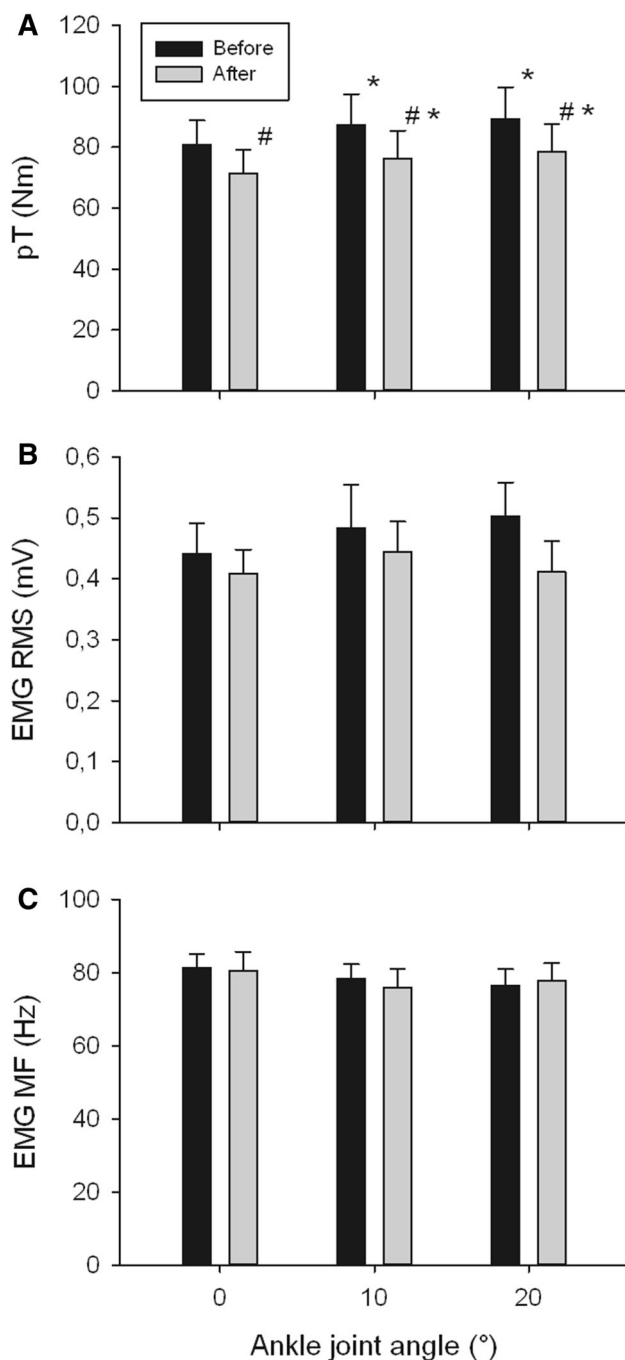 A
Before
After
120
100
80
60
40
20
0
pT (Nm)
#
*
# *
*
# *
B
0,6
0,5
0,4
0,3
0,2
0,1
0,0
EMG RMS (mV)
C
100
80
60
40
20
0
EMG MF (Hz)
0 10 20
Ankle joint angle (°)